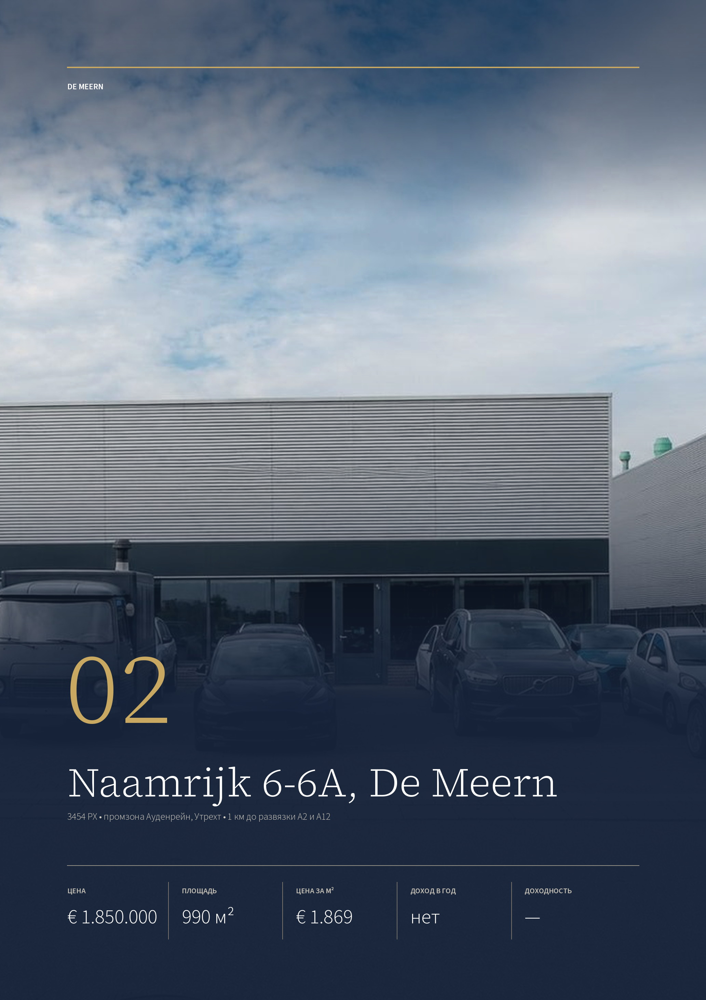 DE MEERN
02
Naamrijk 6-6A, De Meern
3454 PX • промзона Ауденрейн, Утрехт • 1 км до развязки A2 и A12
ЦЕНА
€ 1.850.000
ПЛОЩАДЬ
990 м²
ЦЕНА ЗА М²
€ 1.869
ДОХОД В ГОД
нет
ДОХОДНОСТЬ
—